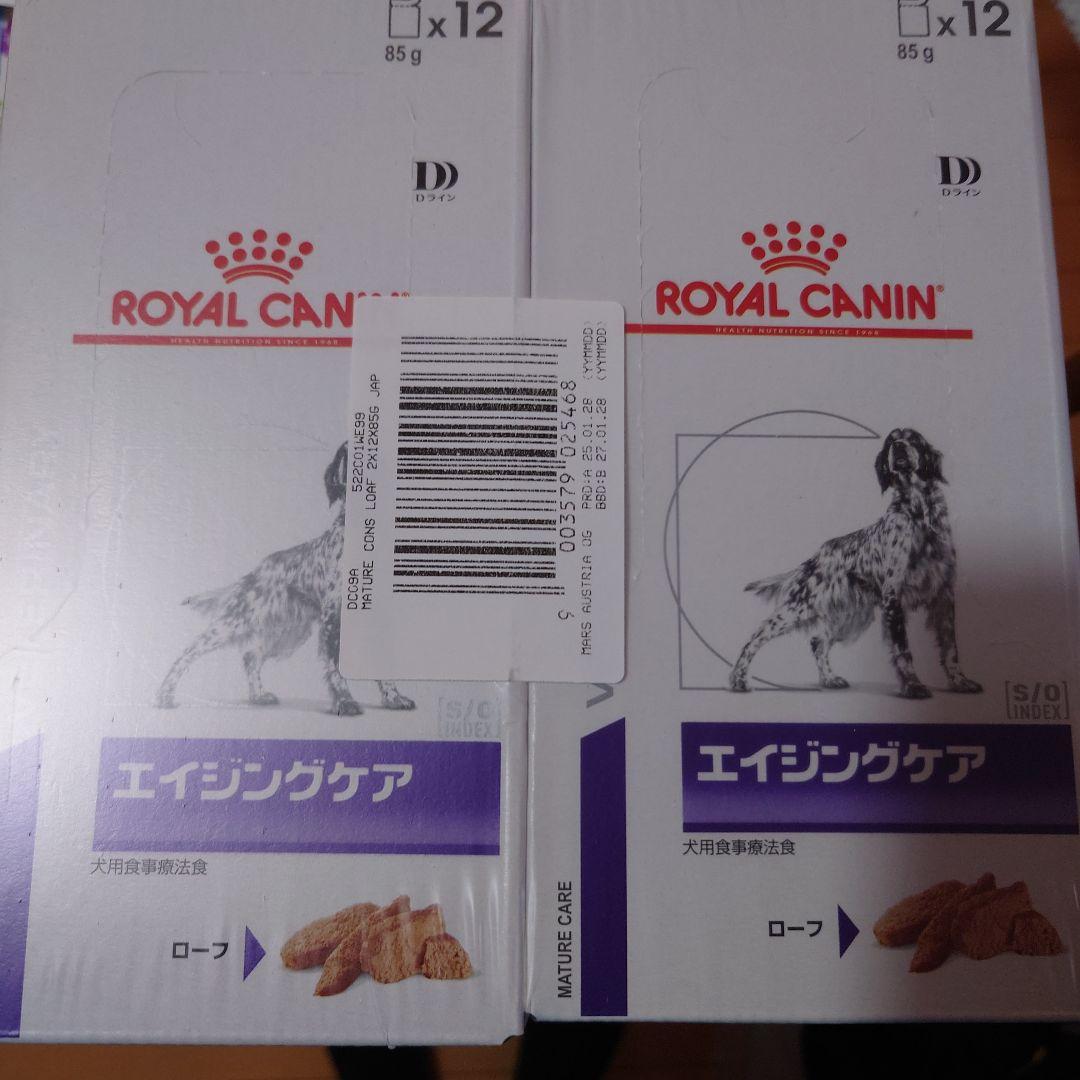 x12
85g
D
Dライン
ROYAL CANIN
HEALTH NUTRITION SINCE 1968
S/O
INDEX
エイジングケア
犬用食事療法食
ローフ
DC09A 522C01WE99
MATURE CONS LOAF 2X12X85G JAP
9 003579 025468
MARS AUSTRIA OG PRD:A 25.01.28 (YYMMDD)
BBD:B 27.01.28 (YYMMDD)
x12
85g
D
Dライン
ROYAL CANIN®
HEALTH NUTRITION SINCE 1968
S/O
INDEX
エイジングケア
犬用食事療法食
MATURE CARE
ローフ